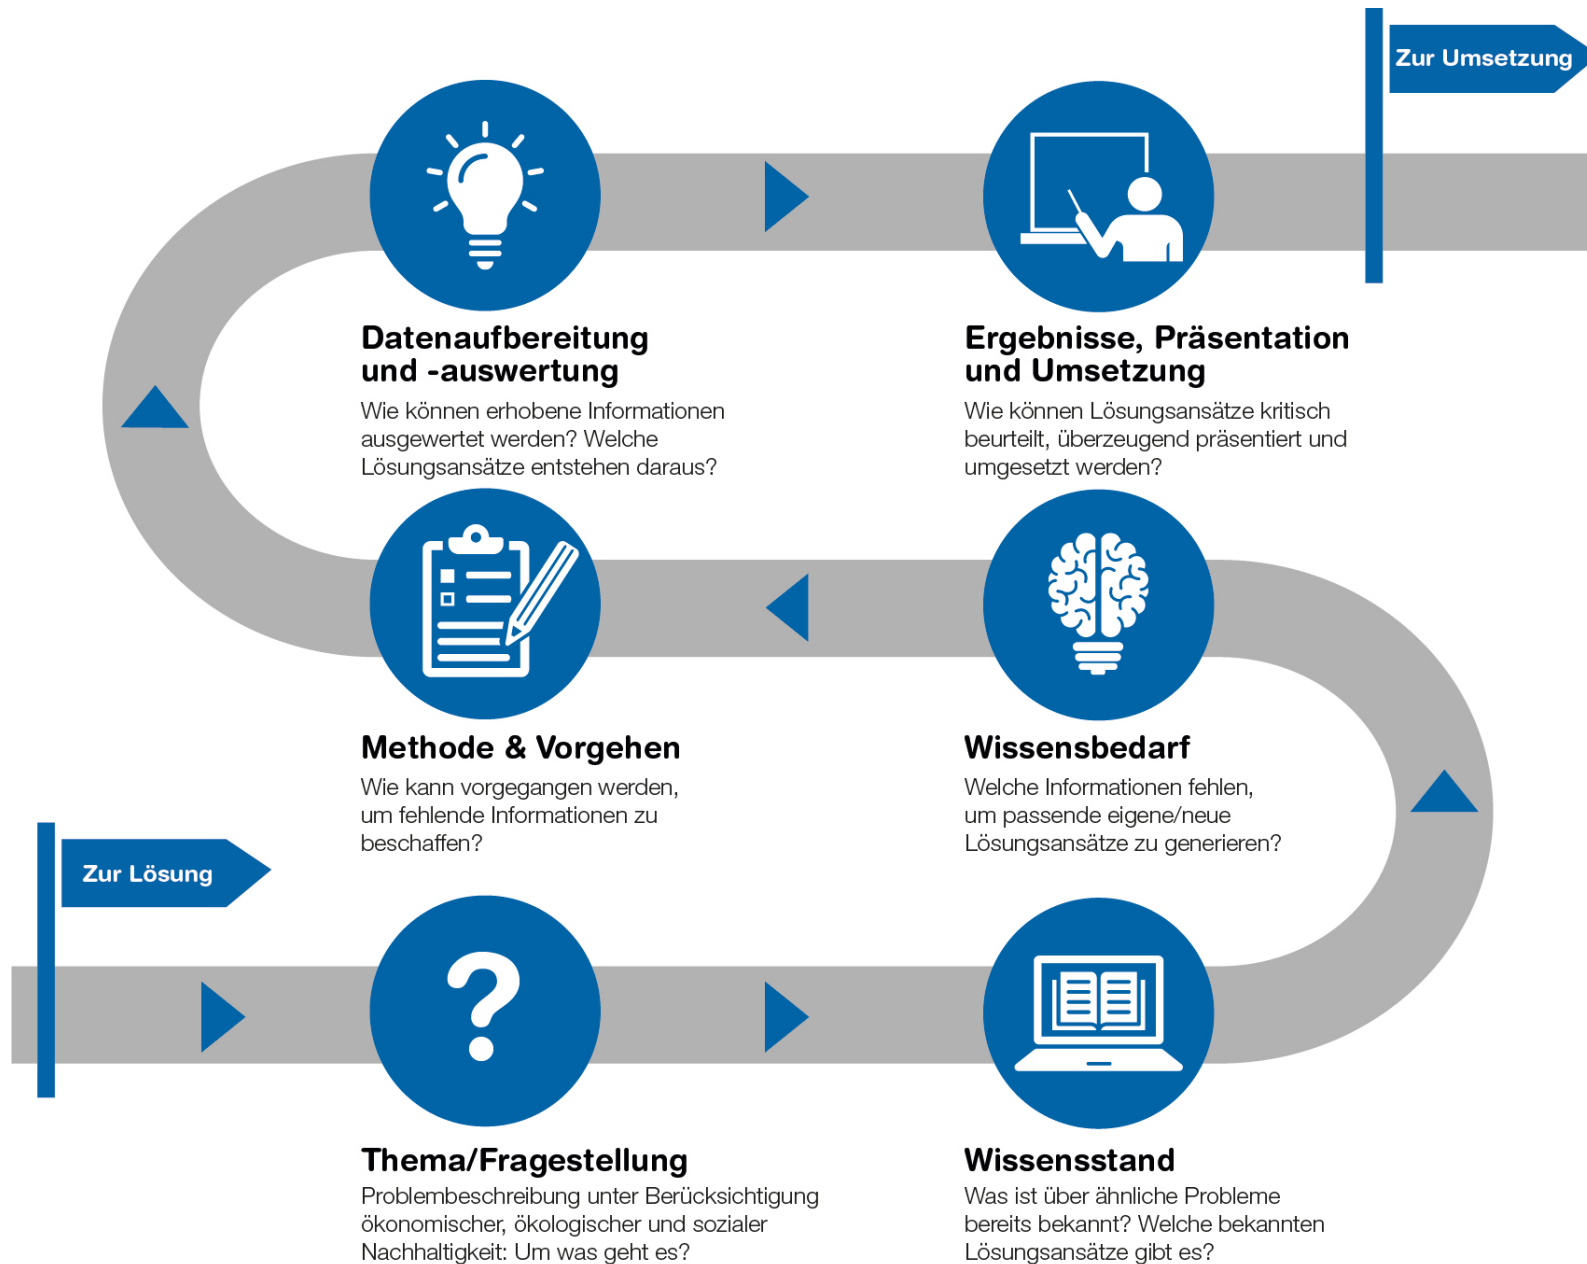 Zur Umsetzung
Datenaufbereitung
und -auswertung
Wie können erhobene Informationen
ausgewertet werden? Welche
Lösungsansätze entstehen daraus?
Ergebnisse, Präsentation
und Umsetzung
Wie können Lösungsansätze kritisch
beurteilt, überzeugend präsentiert und
umgesetzt werden?
Methode & Vorgehen
Wie kann vorgegangen werden,
um fehlende Informationen zu
beschaffen?
Wissensbedarf
Welche Informationen fehlen,
um passende eigene/neue
Lösungsansätze zu generieren?
Zur Lösung
?
Thema/Fragestellung
Problembeschreibung unter Berücksichtigung
ökonomischer, ökologischer und sozialer
Nachhaltigkeit: Um was geht es?
Wissensstand
Was ist über ähnliche Probleme
bereits bekannt? Welche bekannten
Lösungsansätze gibt es?